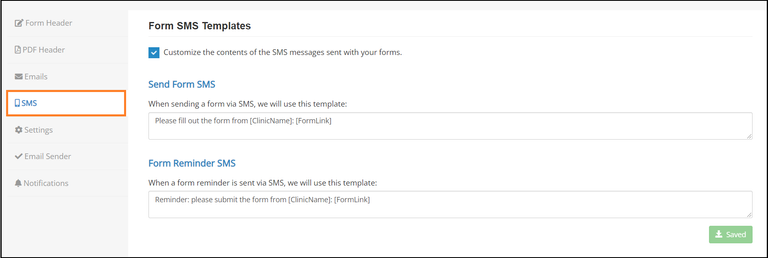 Form Header
PDF Header
Emails
SMS
Settings
Email Sender
Notifications
Form SMS Templates
Customize the contents of the SMS messages sent with your forms.
Send Form SMS
When sending a form via SMS, we will use this template:
Please fill out the form from [ClinicName]: [FormLink]
Form Reminder SMS
When a form reminder is sent via SMS, we will use this template:
Reminder: please submit the form from [ClinicName]: [FormLink]
Saved